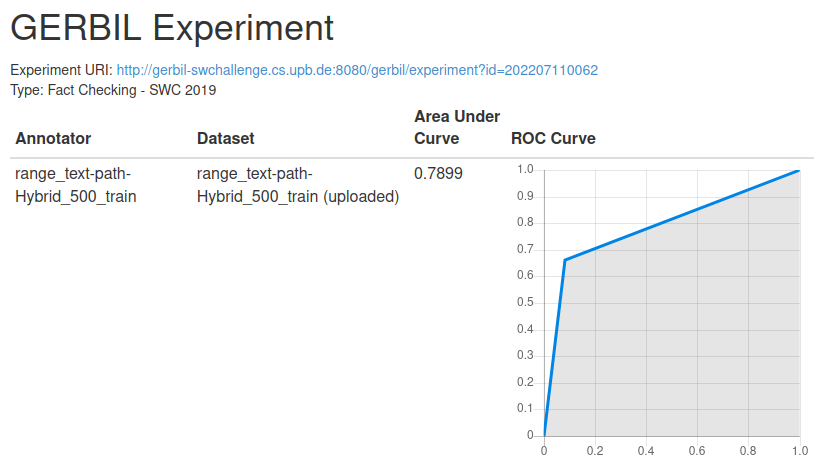 GERBIL Experiment
Experiment URI: http://gerbil-swchallenge.cs.upb.de:8080/gerbil/experiment?id=202207110062
Type: Fact Checking - SWC 2019
Annotator Dataset Area Under Curve ROC Curve
range_text-path-Hybrid_500_train range_text-path-Hybrid_500_train (uploaded) 0.7899
1.0
0.9
0.8
0.7
0.6
0.5
0.4
0.3
0.2
0.1
0
0 0.2 0.4 0.6 0.8 1.0